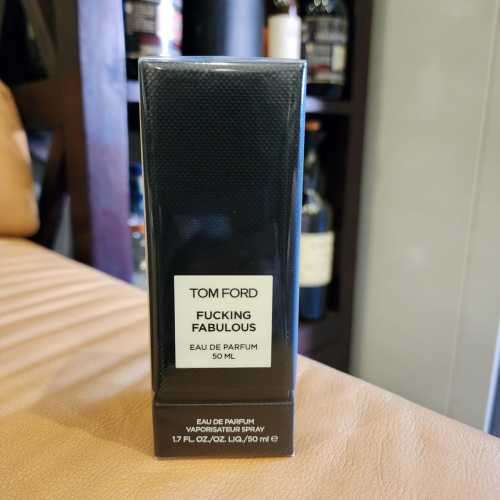 TOM FORD
FUCKING
FABULOUS
EAU DE PARFUM
50 ML
EAU DE PARFUM
VAPORISATEUR SPRAY
1.7 FL. OZ./OZ. LIQ./50 ml ℮